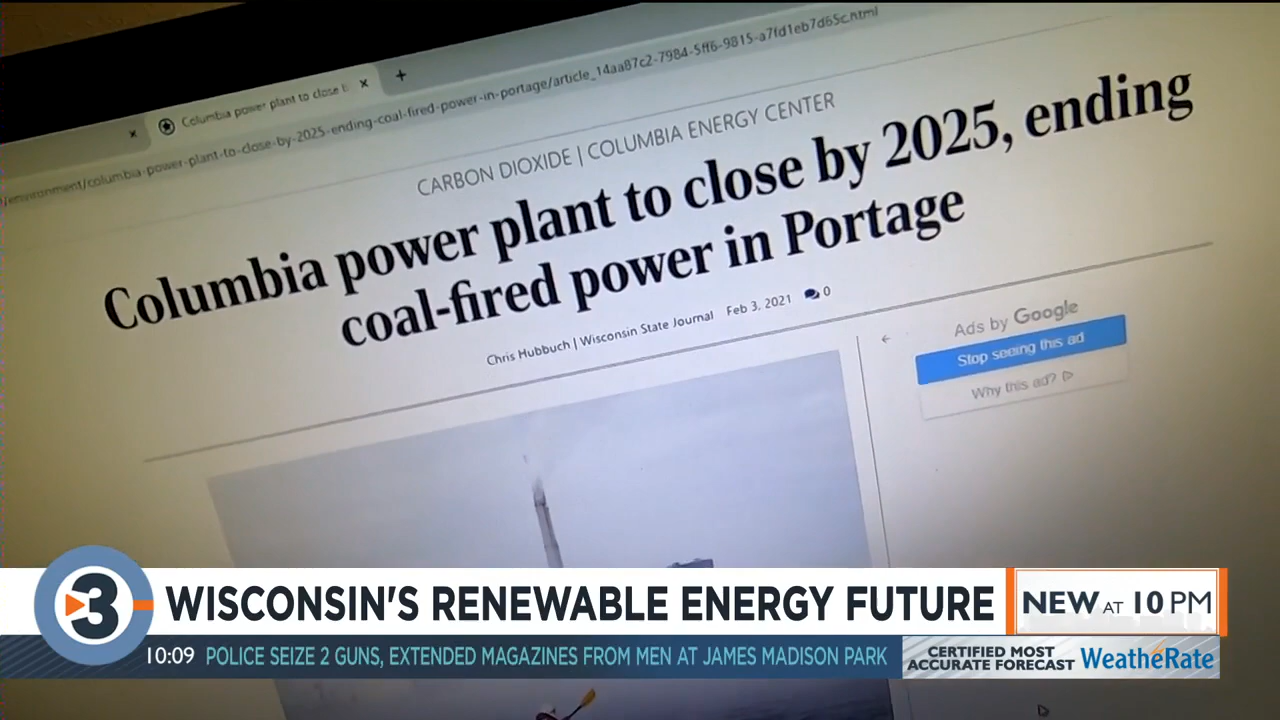 Columbia power plant to close b
/environment/columbia-power-plant-to-close-by-2025-ending-coal-fired-power-in-portage/article_14aa87c2-7984-5ff6-9815-a7fd1eb7d65c.html
CARBON DIOXIDE | COLUMBIA ENERGY CENTER
Columbia power plant to close by 2025, ending
coal-fired power in Portage
Chris Hubbuch | Wisconsin State Journal Feb 3, 2021 0
Ads by Google
Stop seeing this ad
Why this ad?
3 WISCONSIN'S RENEWABLE ENERGY FUTURE NEW AT 10 PM
10:09 POLICE SEIZE 2 GUNS, EXTENDED MAGAZINES FROM MEN AT JAMES MADISON PARK
CERTIFIED MOST
ACCURATE FORECAST WeatheRate